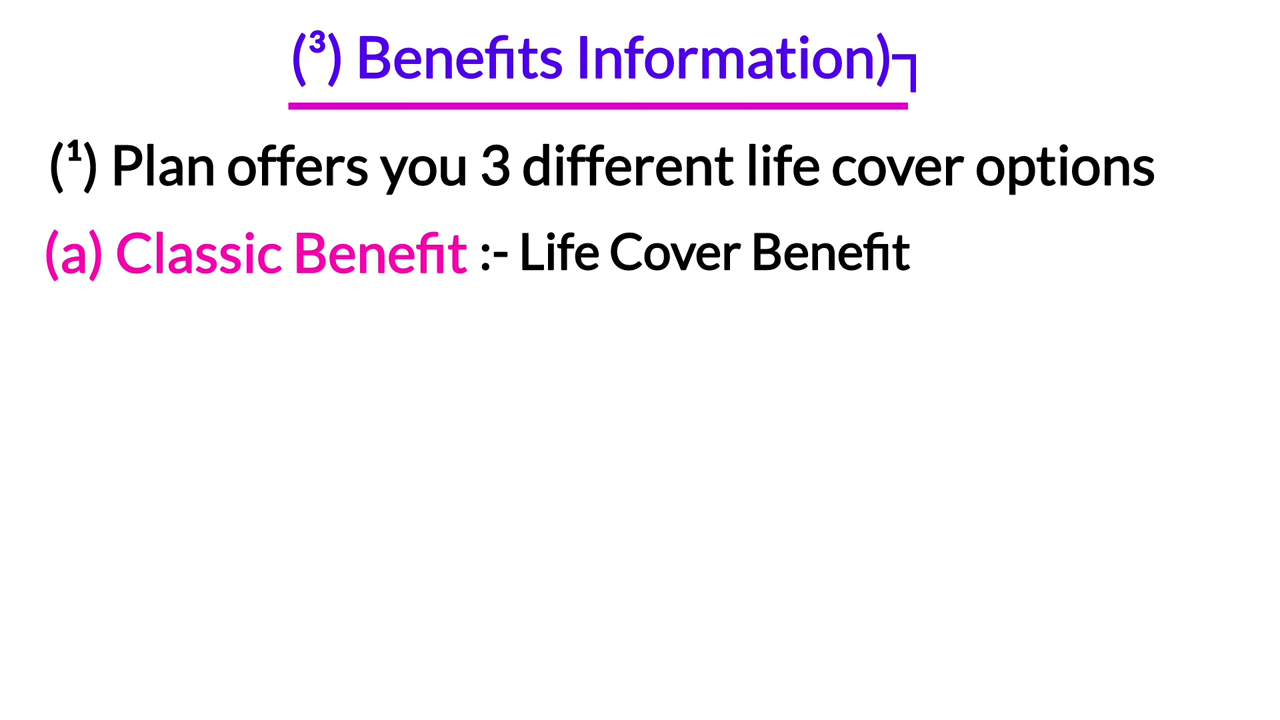 (³) Benefits Information)┐
(¹) Plan offers you 3 different life cover options
(a) Classic Benefit :- Life Cover Benefit